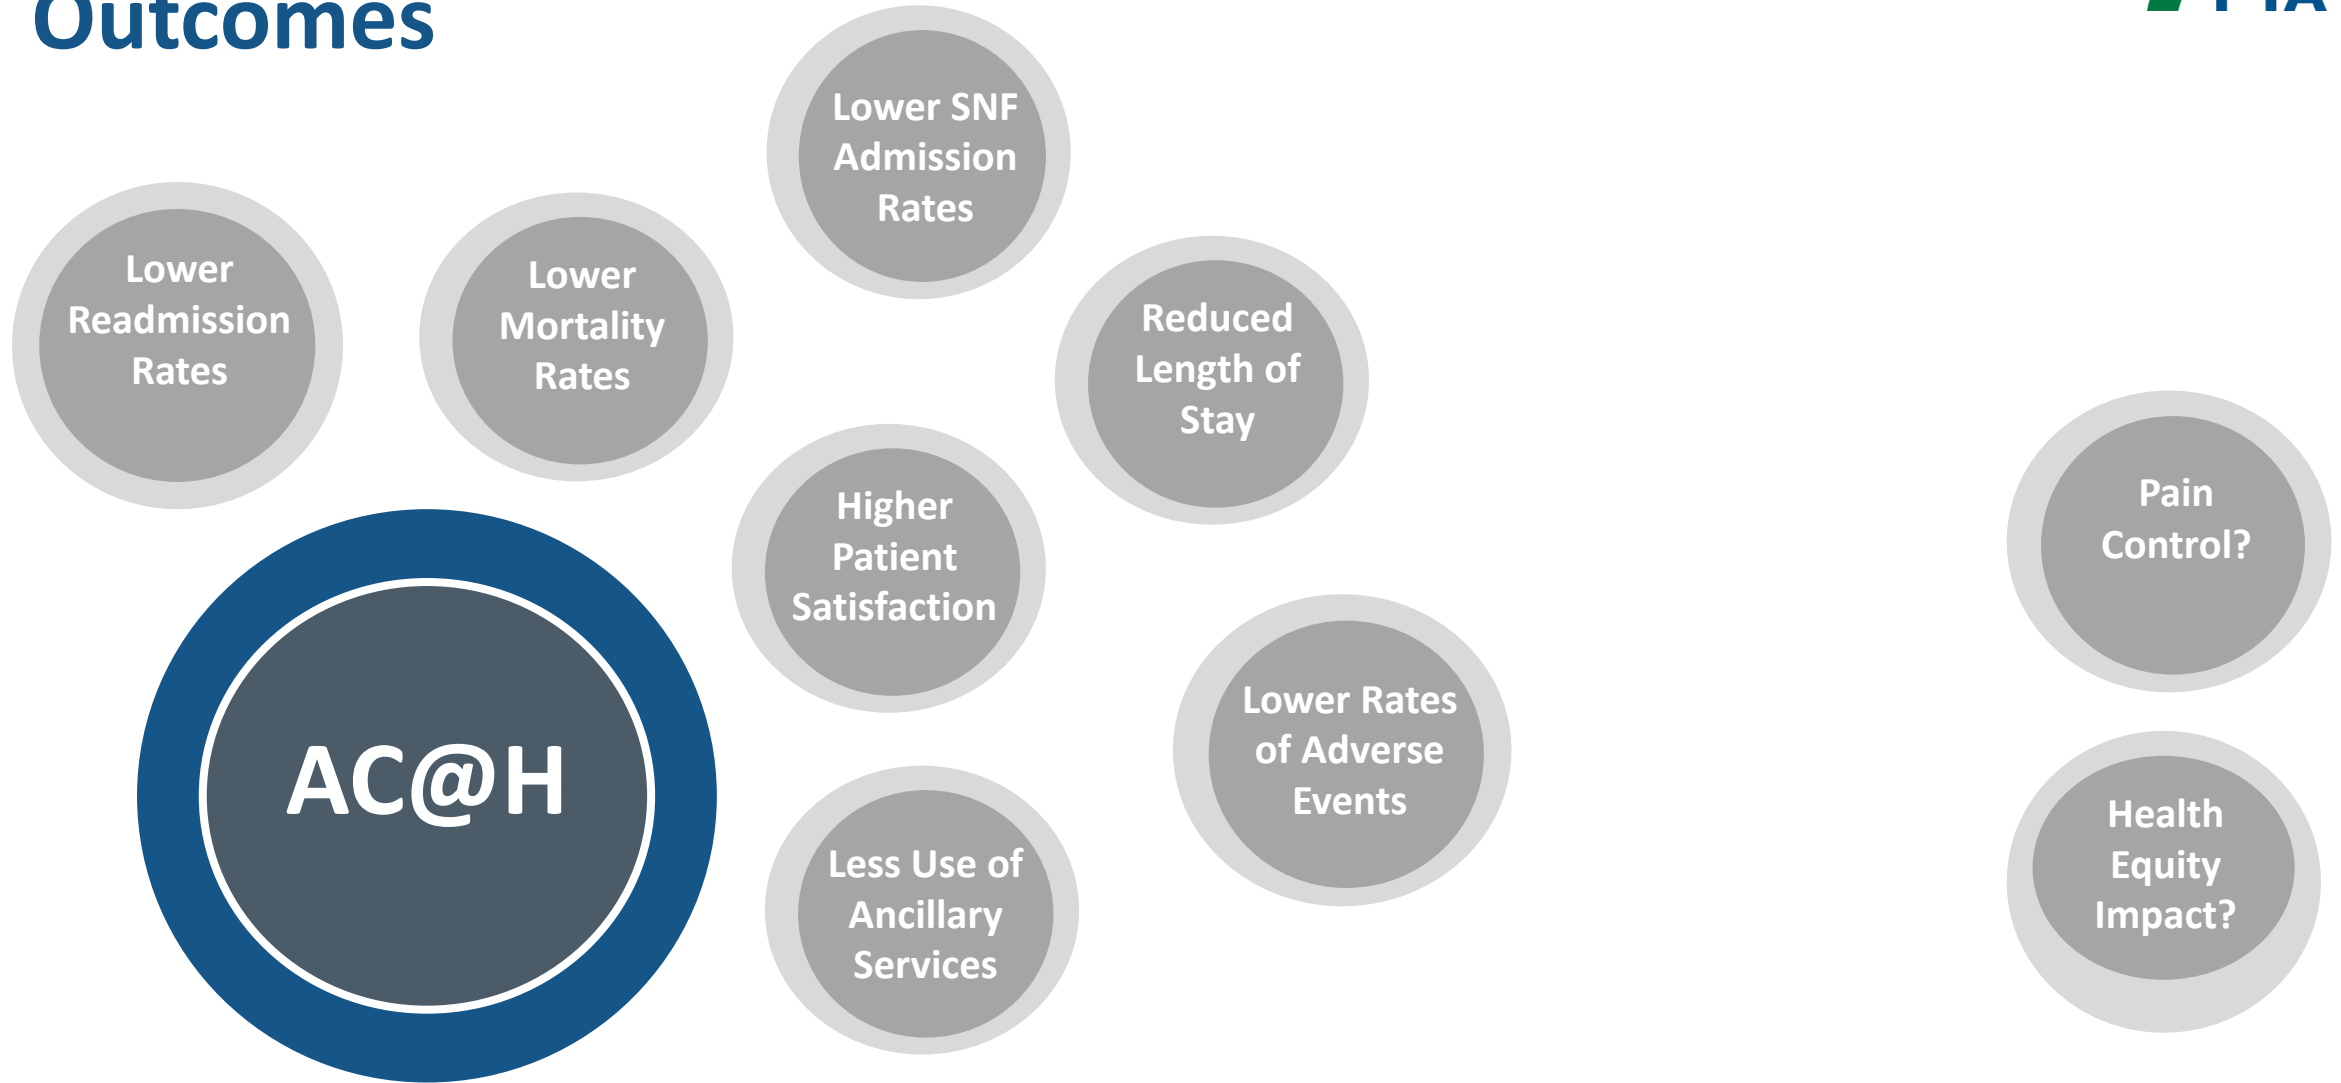 Outcomes
Lower SNF
Admission
Rates
Lower
Readmission
Rates
Lower
Mortality
Rates
Reduced
Length of
Stay
Higher
Patient
Satisfaction
Pain
Control?
Lower Rates
of Adverse
Events
AC@H
Less Use of
Ancillary
Services
Health
Equity
Impact?